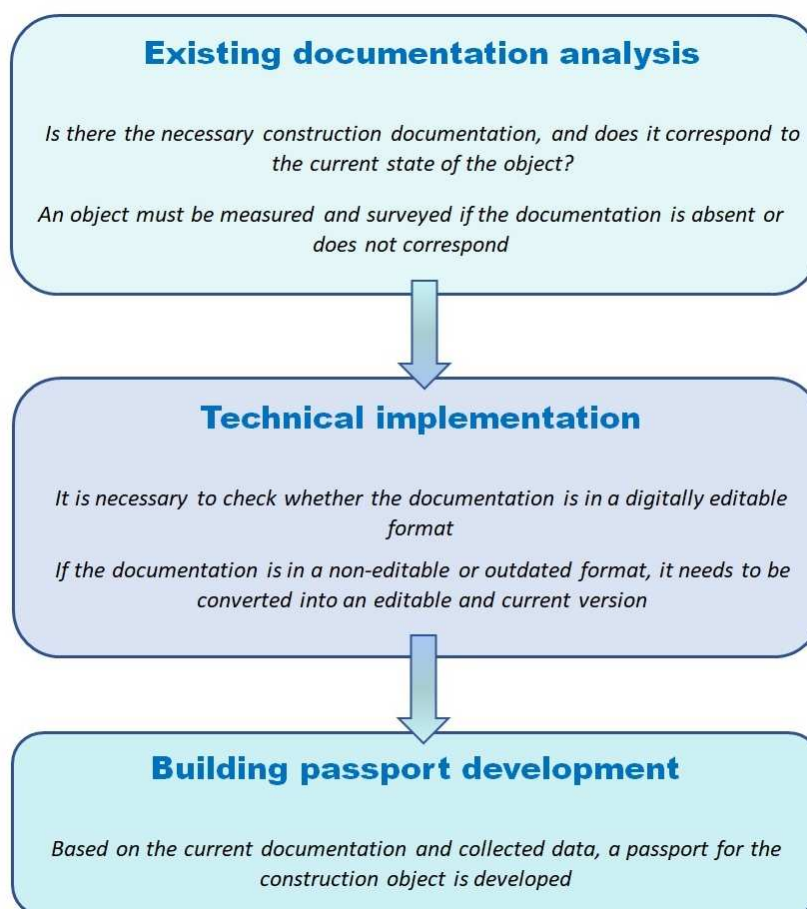 Existing documentation analysis
Is there the necessary construction documentation, and does it correspond to
the current state of the object?
An object must be measured and surveyed if the documentation is absent or
does not correspond
Technical implementation
It is necessary to check whether the documentation is in a digitally editable
format
If the documentation is in a non-editable or outdated format, it needs to be
converted into an editable and current version
Building passport development
Based on the current documentation and collected data, a passport for the
construction object is developed